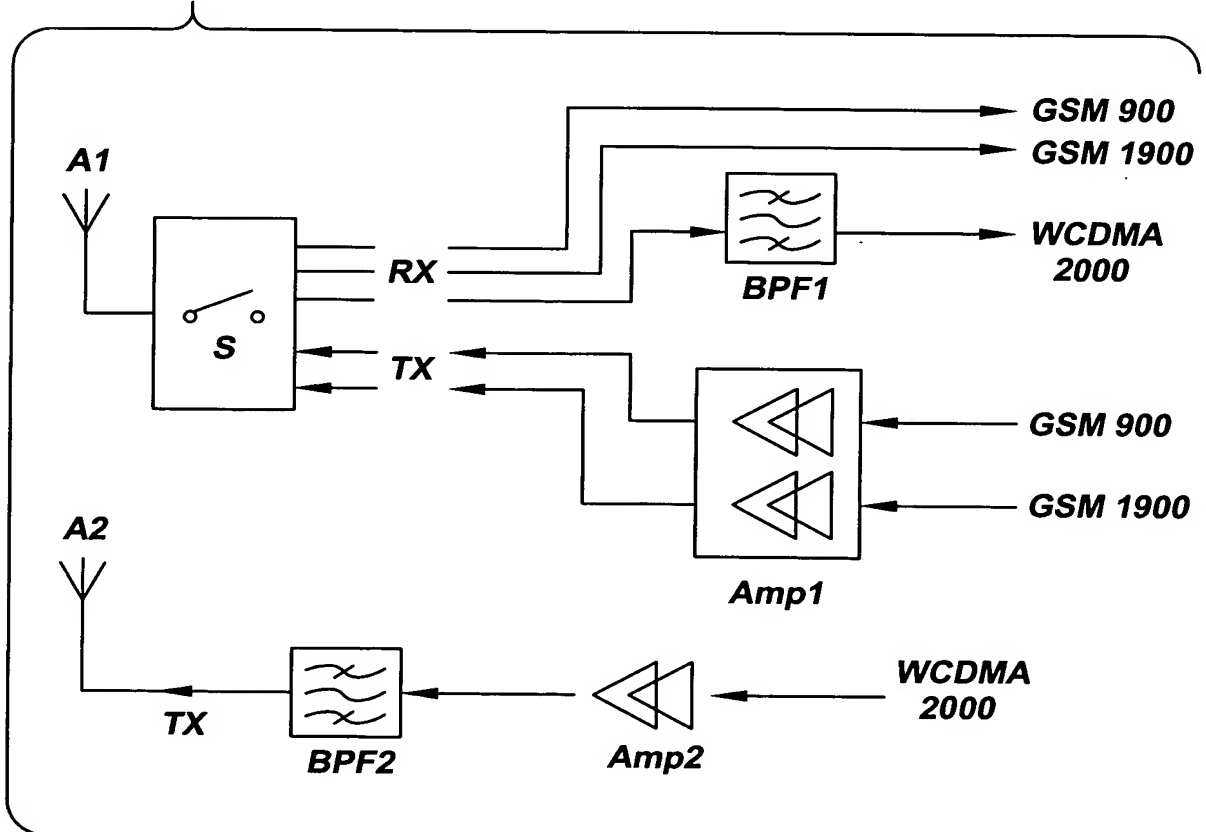 GSM 900
A1
GSM 1900
WCDMA
2000
RX
BPF1
S
TX
GSM 900
GSM 1900
A2
Amp1
WCDMA
2000
TX
BPF2
Amp2